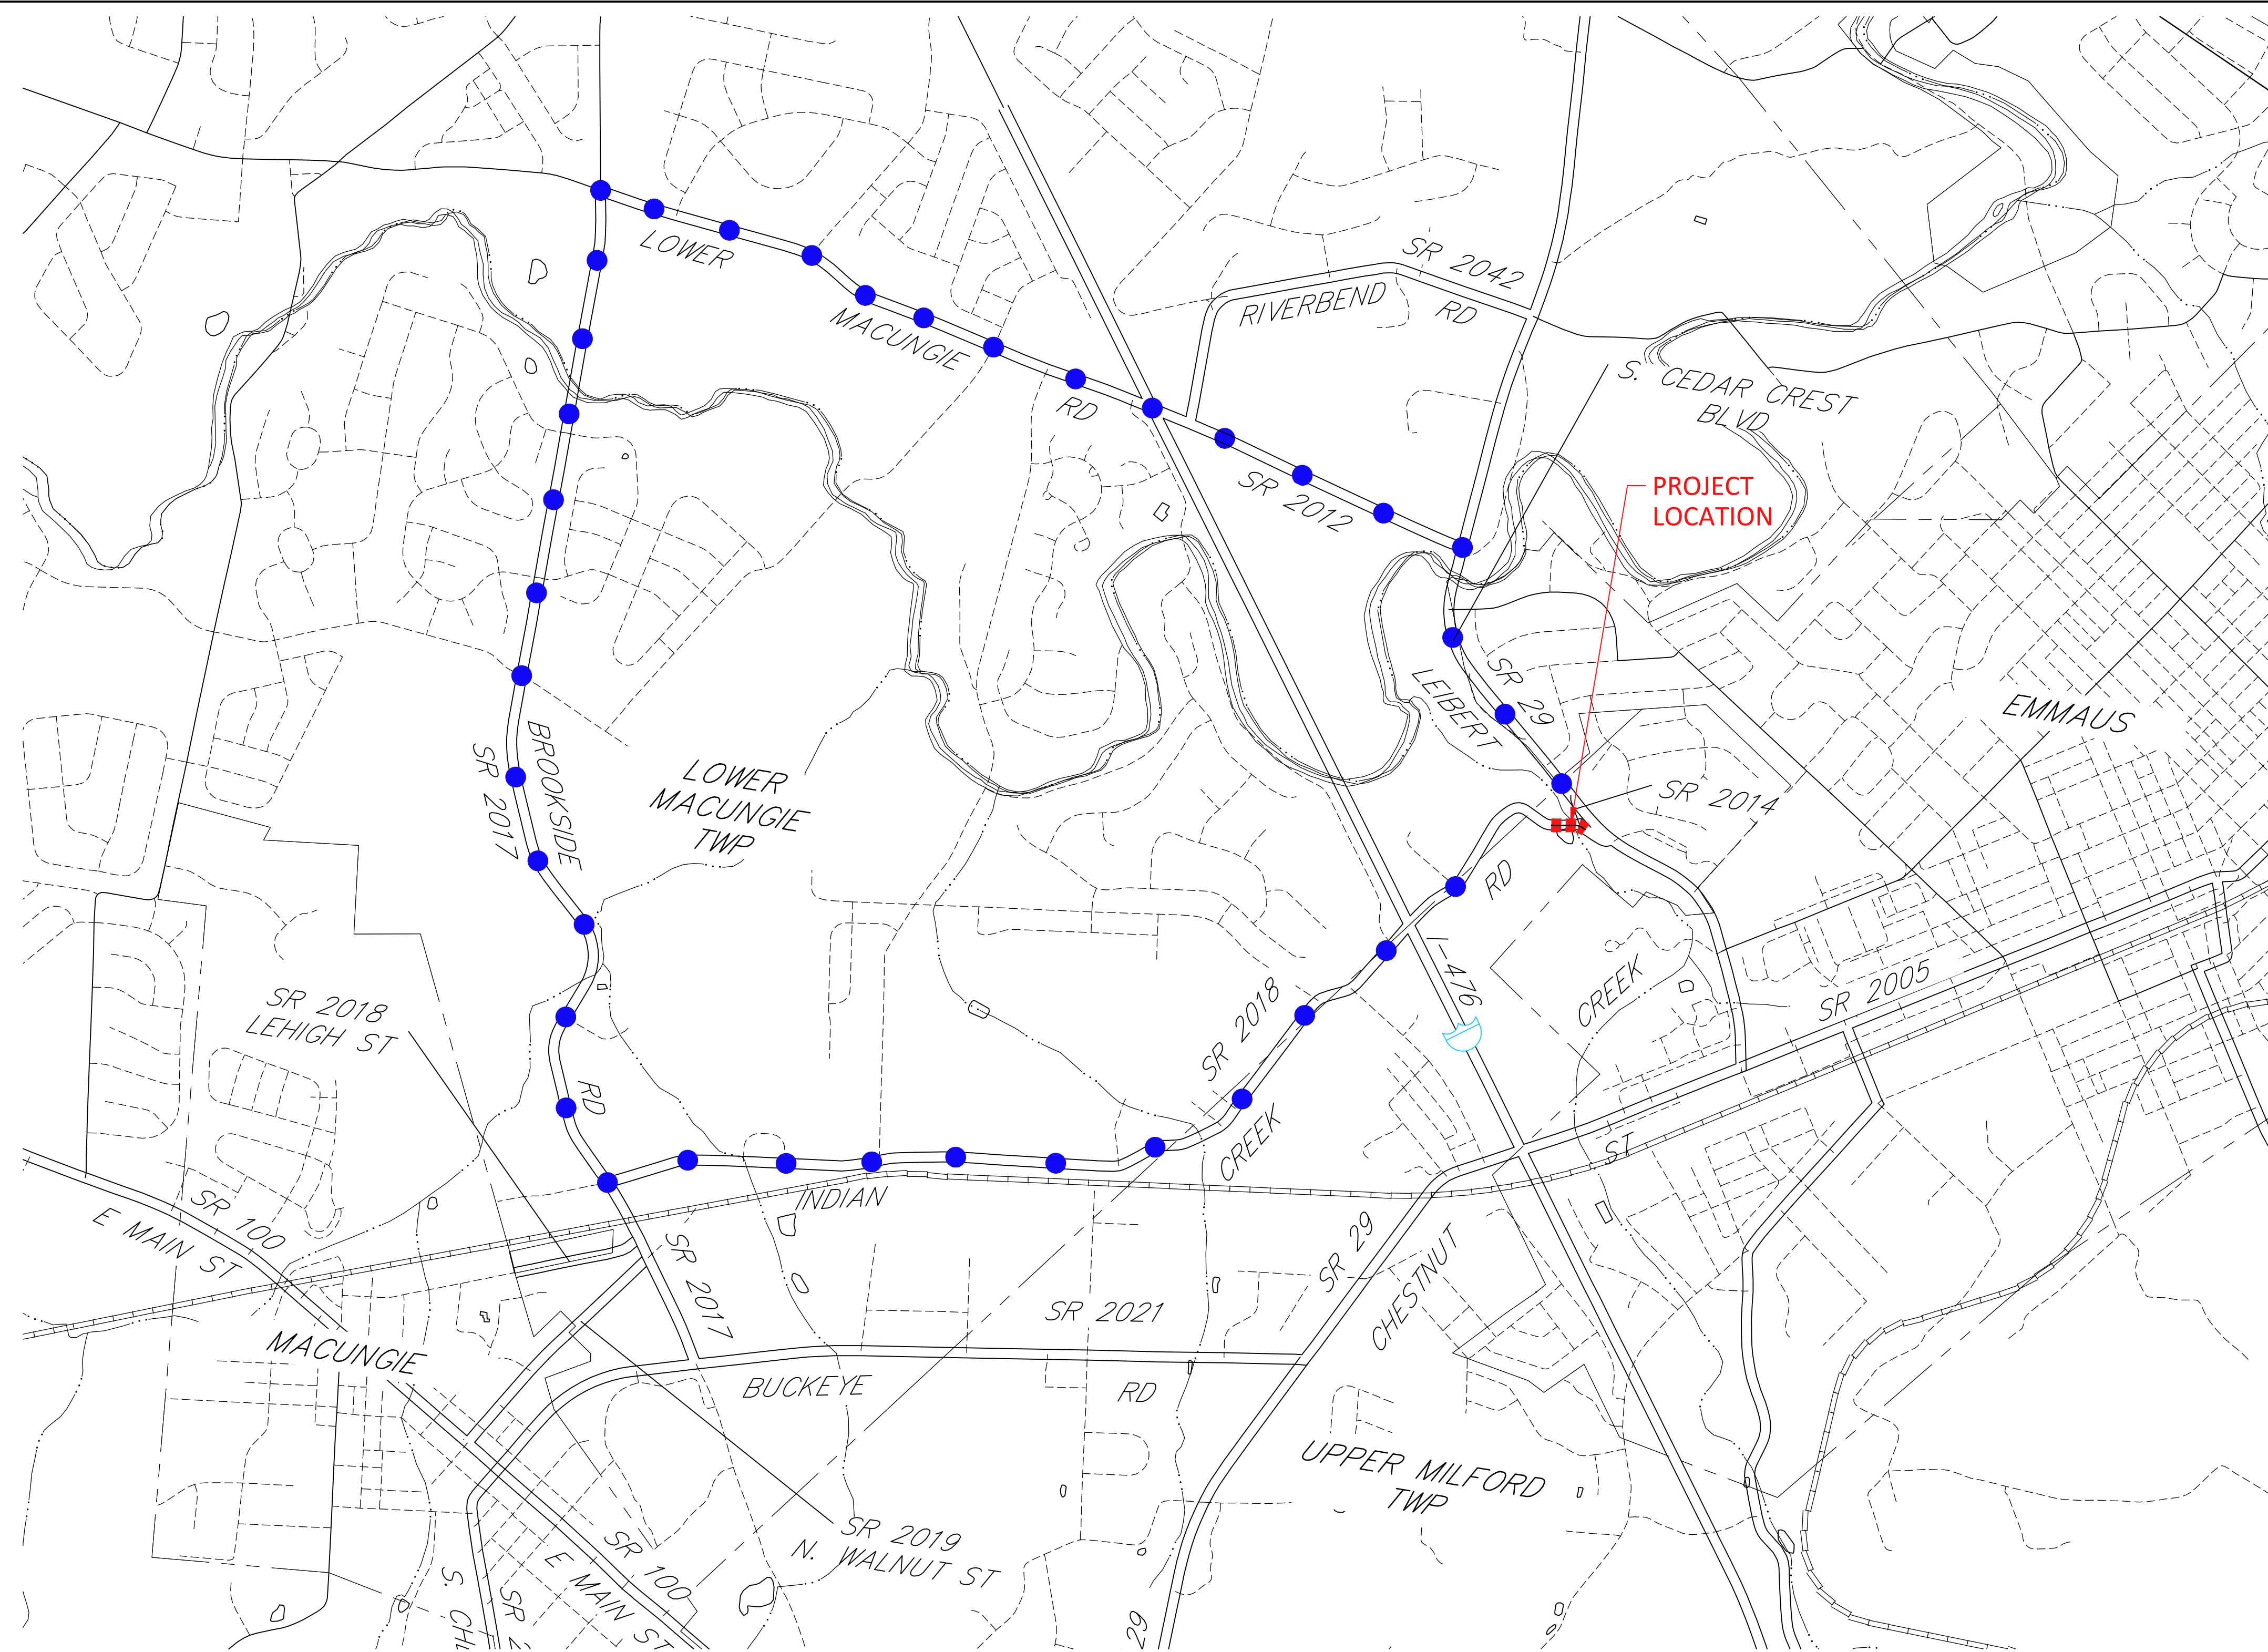 LOWER
MACUNGIE
RD
SR 2042
RIVERBEND
RD
S. CEDAR CREST
BLVD
SR 2012
PROJECT
LOCATION
SR 29
LEIBERT
EMMAUS
SR 2014
BROOKSIDE
SR 2017
LOWER
MACUNGIE
TWP
RD
I-476
CREEK
SR 2005
SR 2018
SR 2018
LEHIGH ST
RD
CREEK
ST
INDIAN
SR 100
E MAIN ST
SR 2017
SR 29
CHESTNUT
SR 2021
MACUNGIE
BUCKEYE
RD
UPPER MILFORD
TWP
SR 2019
N. WALNUT ST
SR 100
E MAIN ST
S. CH
SR 2
29